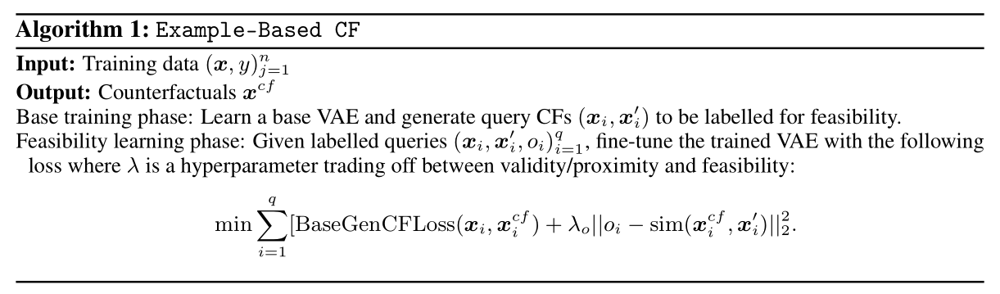 Algorithm 1: Example-Based CF
Input: Training data $(\boldsymbol{x}, y)_{j=1}^{n}$
Output: Counterfactuals $\boldsymbol{x}^{cf}$
Base training phase: Learn a base VAE and generate query CFs $(\boldsymbol{x}_i, \boldsymbol{x}_i')$ to be labelled for feasibility.
Feasibility learning phase: Given labelled queries $(\boldsymbol{x}_i, \boldsymbol{x}_i', o_i)_{i=1}^{q}$, fine-tune the trained VAE with the following
loss where $\lambda$ is a hyperparameter trading off between validity/proximity and feasibility:
$\min \sum_{i=1}^{q} [\text{BaseGenCFLoss}(\boldsymbol{x}_i, \boldsymbol{x}_i^{cf}) + \lambda_o ||o_i - \text{sim}(\boldsymbol{x}_i^{cf}, \boldsymbol{x}_i')||_2^2.$